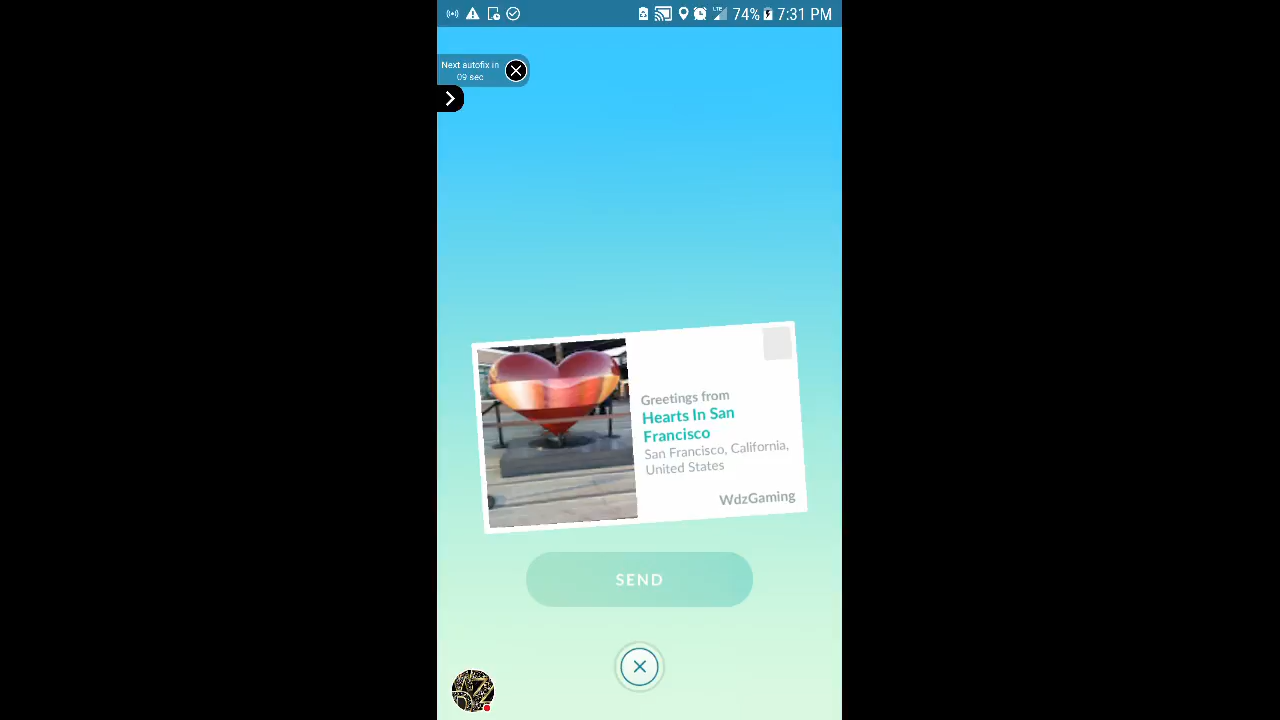 LTE 74% 7:31 PM
Next autofix in
09 sec
Greetings from
Hearts In San
Francisco
San Francisco, California,
United States
WdzGaming
SEND